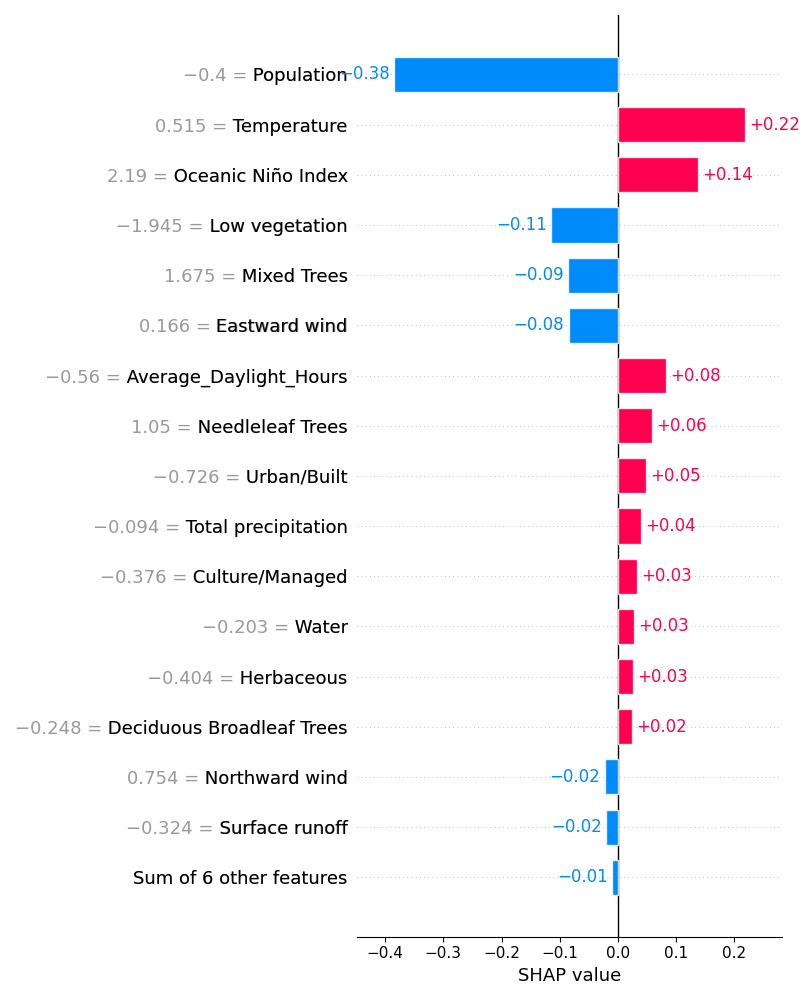 −0.4 = Population −0.38
0.515 = Temperature +0.22
2.19 = Oceanic Niño Index +0.14
−1.945 = Low vegetation −0.11
1.675 = Mixed Trees −0.09
0.166 = Eastward wind −0.08
−0.56 = Average_Daylight_Hours +0.08
1.05 = Needleleaf Trees +0.06
−0.726 = Urban/Built +0.05
−0.094 = Total precipitation +0.04
−0.376 = Culture/Managed +0.03
−0.203 = Water +0.03
−0.404 = Herbaceous +0.03
−0.248 = Deciduous Broadleaf Trees +0.02
0.754 = Northward wind −0.02
−0.324 = Surface runoff −0.02
Sum of 6 other features −0.01
−0.4 −0.3 −0.2 −0.1 0.0 0.1 0.2
SHAP value